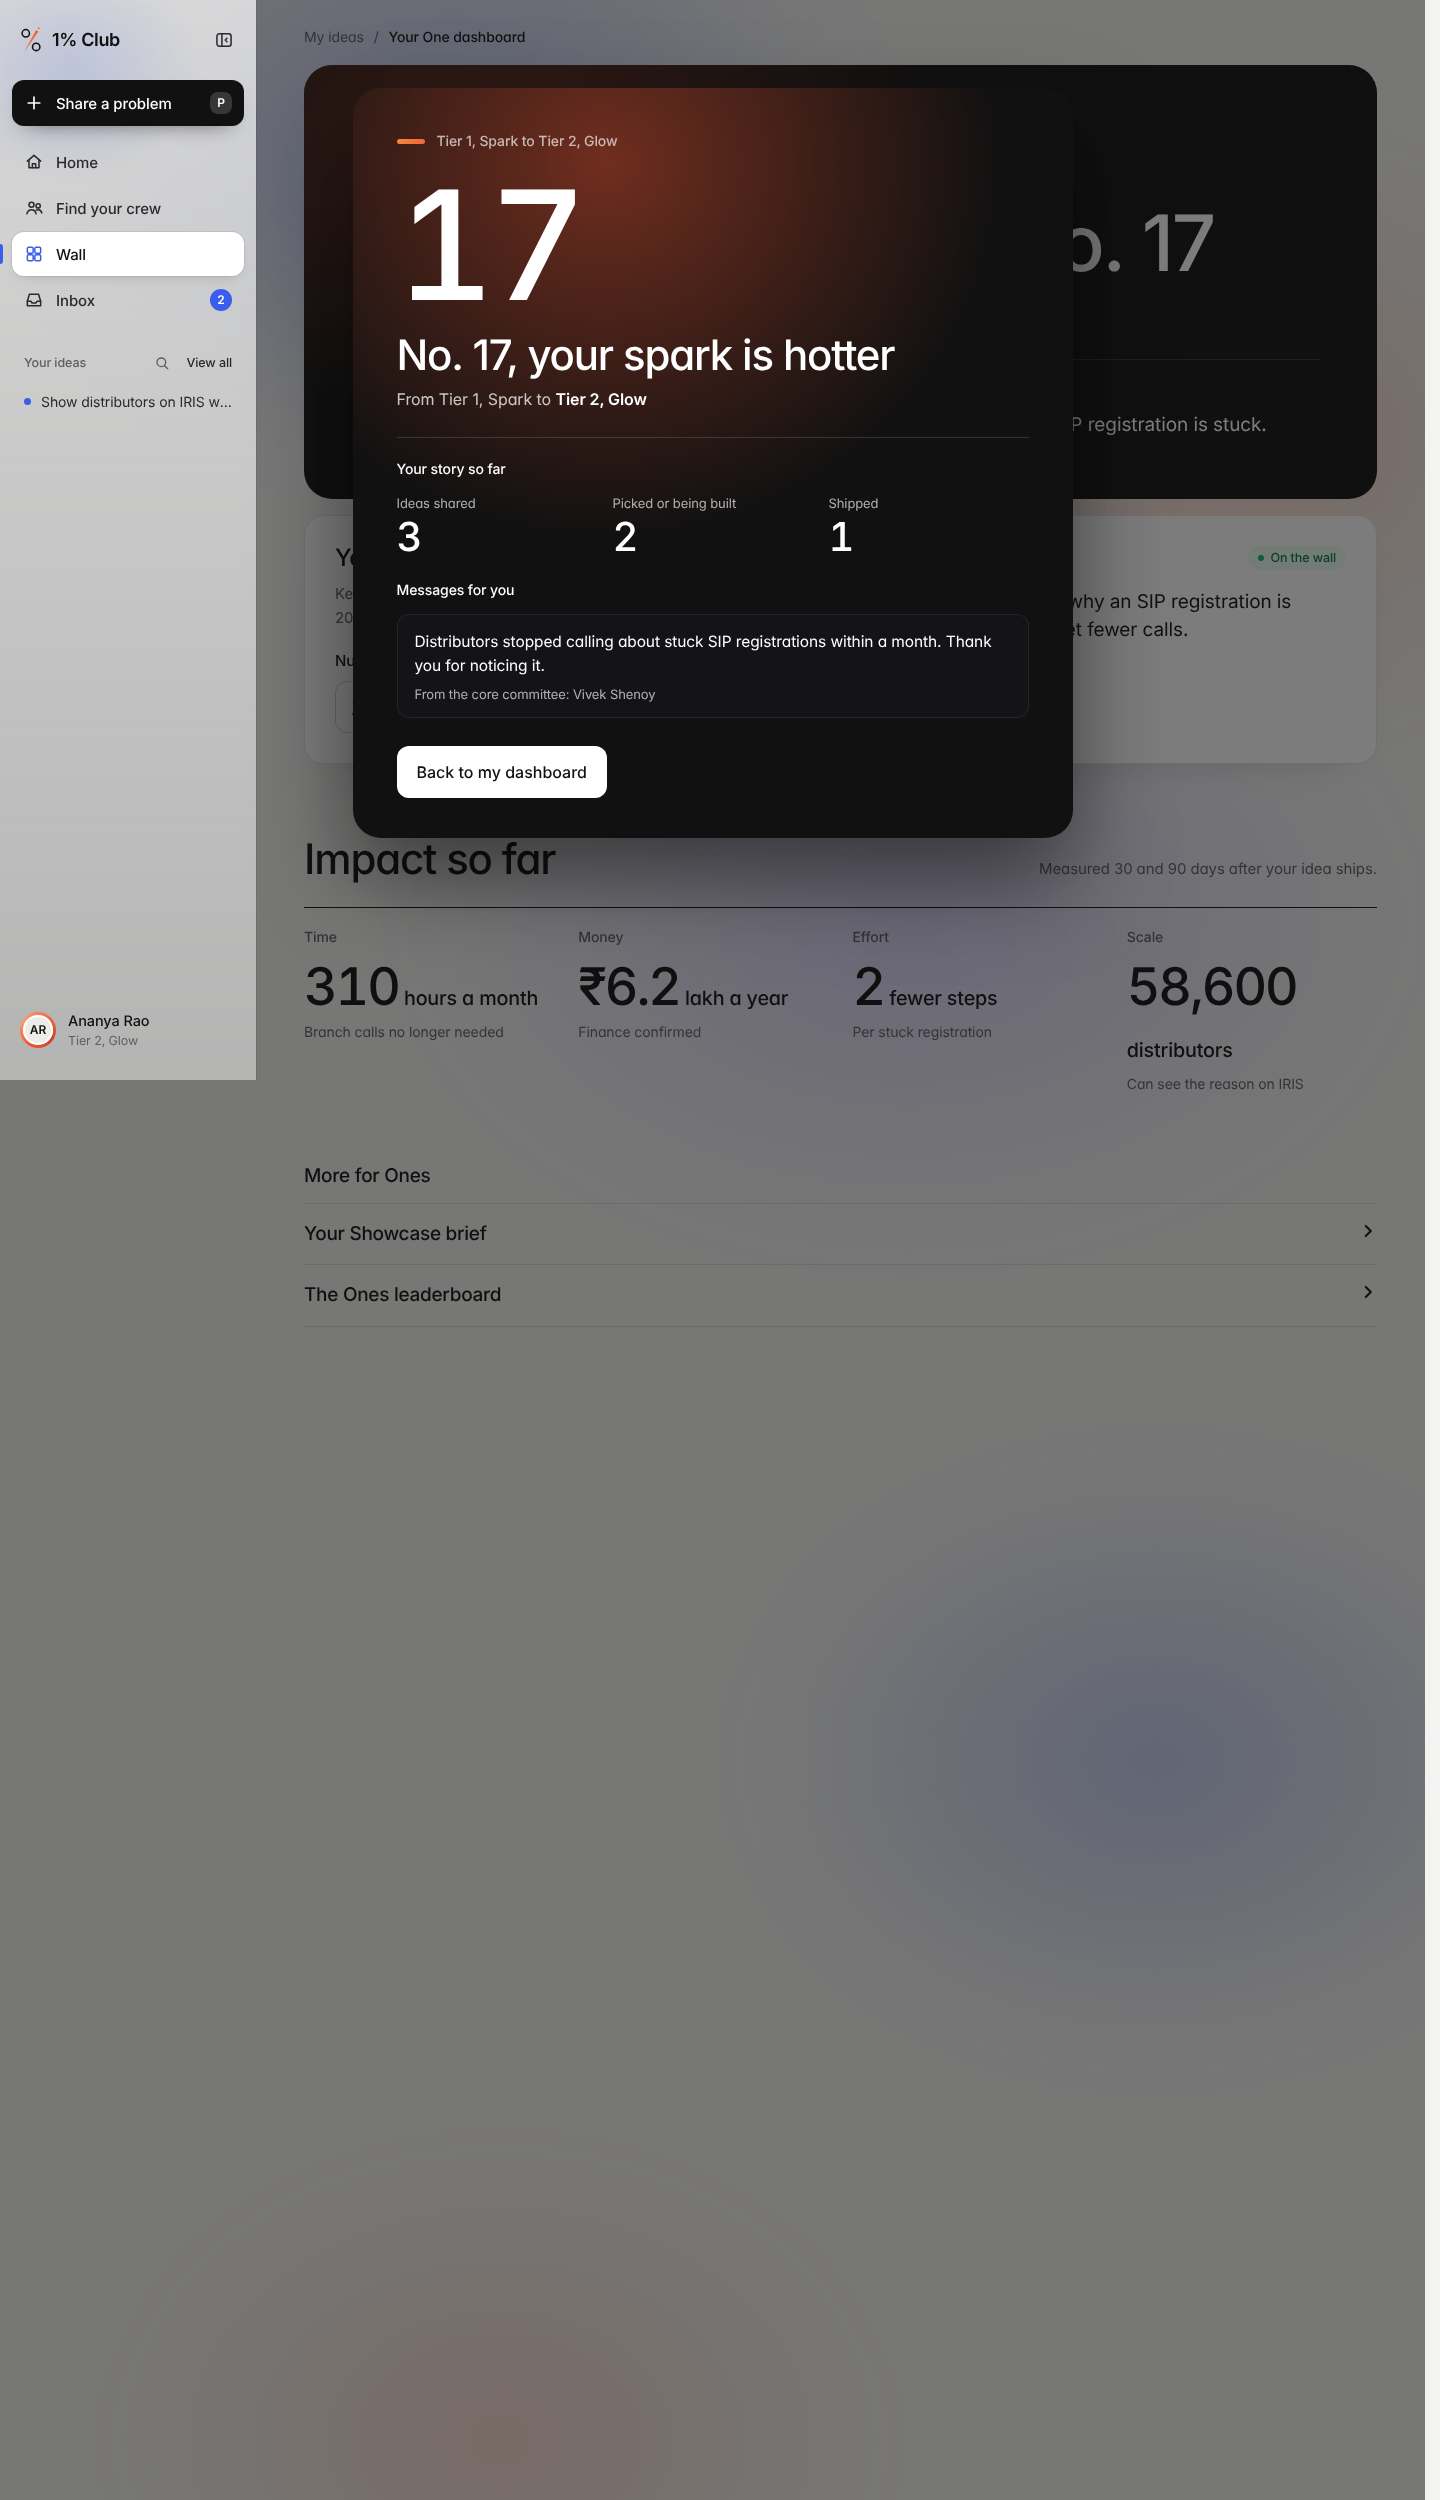 1% Club
Share a problem P
Home
Find your crew
Wall
Inbox 2
Your ideas View all
Show distributors on IRIS w...
Ananya Rao
AR
Tier 2, Glow
My ideas / Your One dashboard
Tier 1, Spark to Tier 2, Glow
17
No. 17, your spark is hotter
From Tier 1, Spark to Tier 2, Glow
Your story so far
Ideas shared Picked or being built Shipped
3 2 1
Messages for you
Distributors stopped calling about stuck SIP registrations within a month. Thank
you for noticing it.
From the core committee: Vivek Shenoy
Back to my dashboard
o. 17
P registration is stuck.
On the wall
why an SIP registration is
fewer calls.
Impact so far
Measured 30 and 90 days after your idea ships.
Time Money Effort Scale
310 hours a month ₹6.2 lakh a year 2 fewer steps 58,600
distributors
Branch calls no longer needed Finance confirmed Per stuck registration Can see the reason on IRIS
More for Ones
Your Showcase brief
The Ones leaderboard